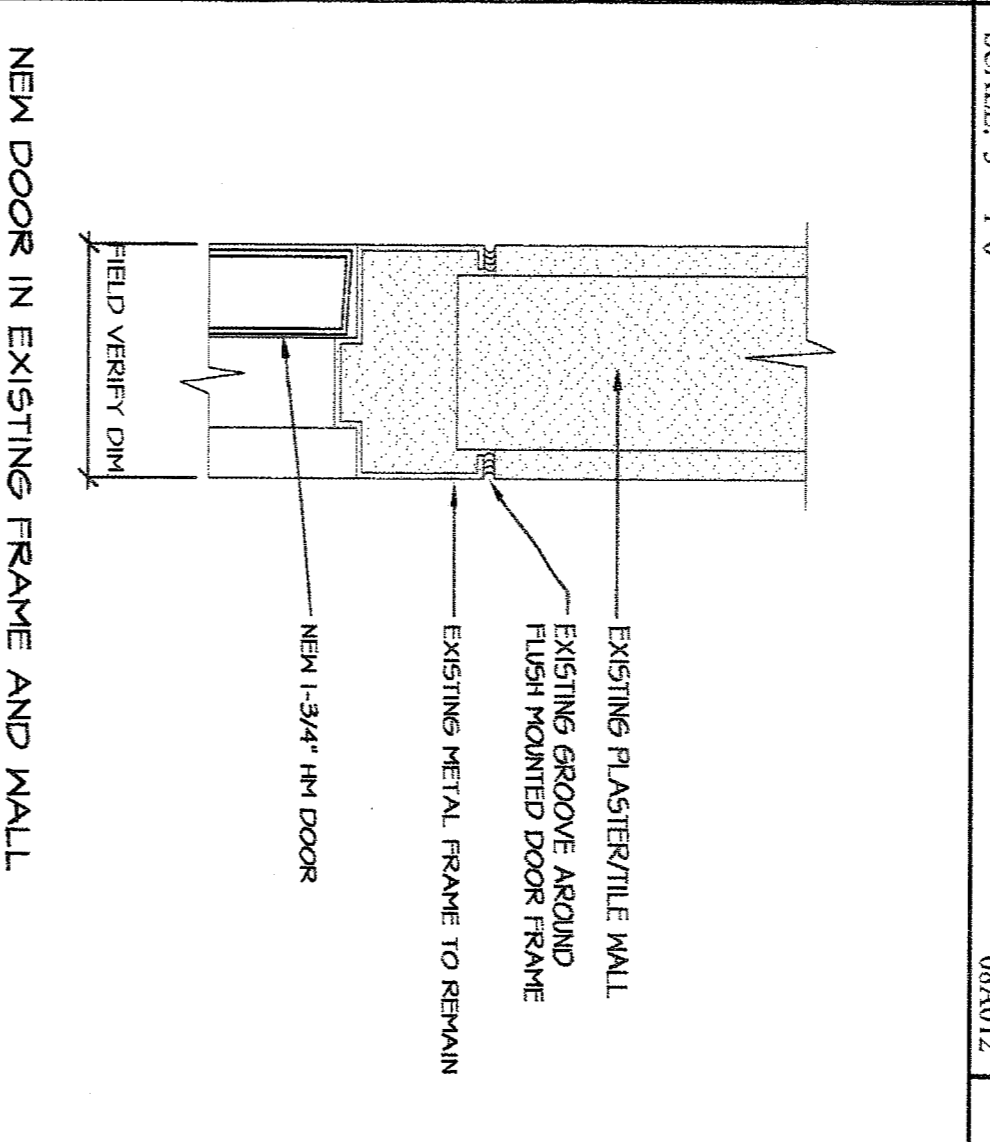 EXISTING PLASTER/TILE WALL
EXISTING GROOVE AROUND
FLUSH MOUNTED DOOR FRAME
EXISTING METAL FRAME TO REMAIN
NEW 1-3/4" HM DOOR
FIELD VERIFY DIM
NEW DOOR IN EXISTING FRAME AND WALL